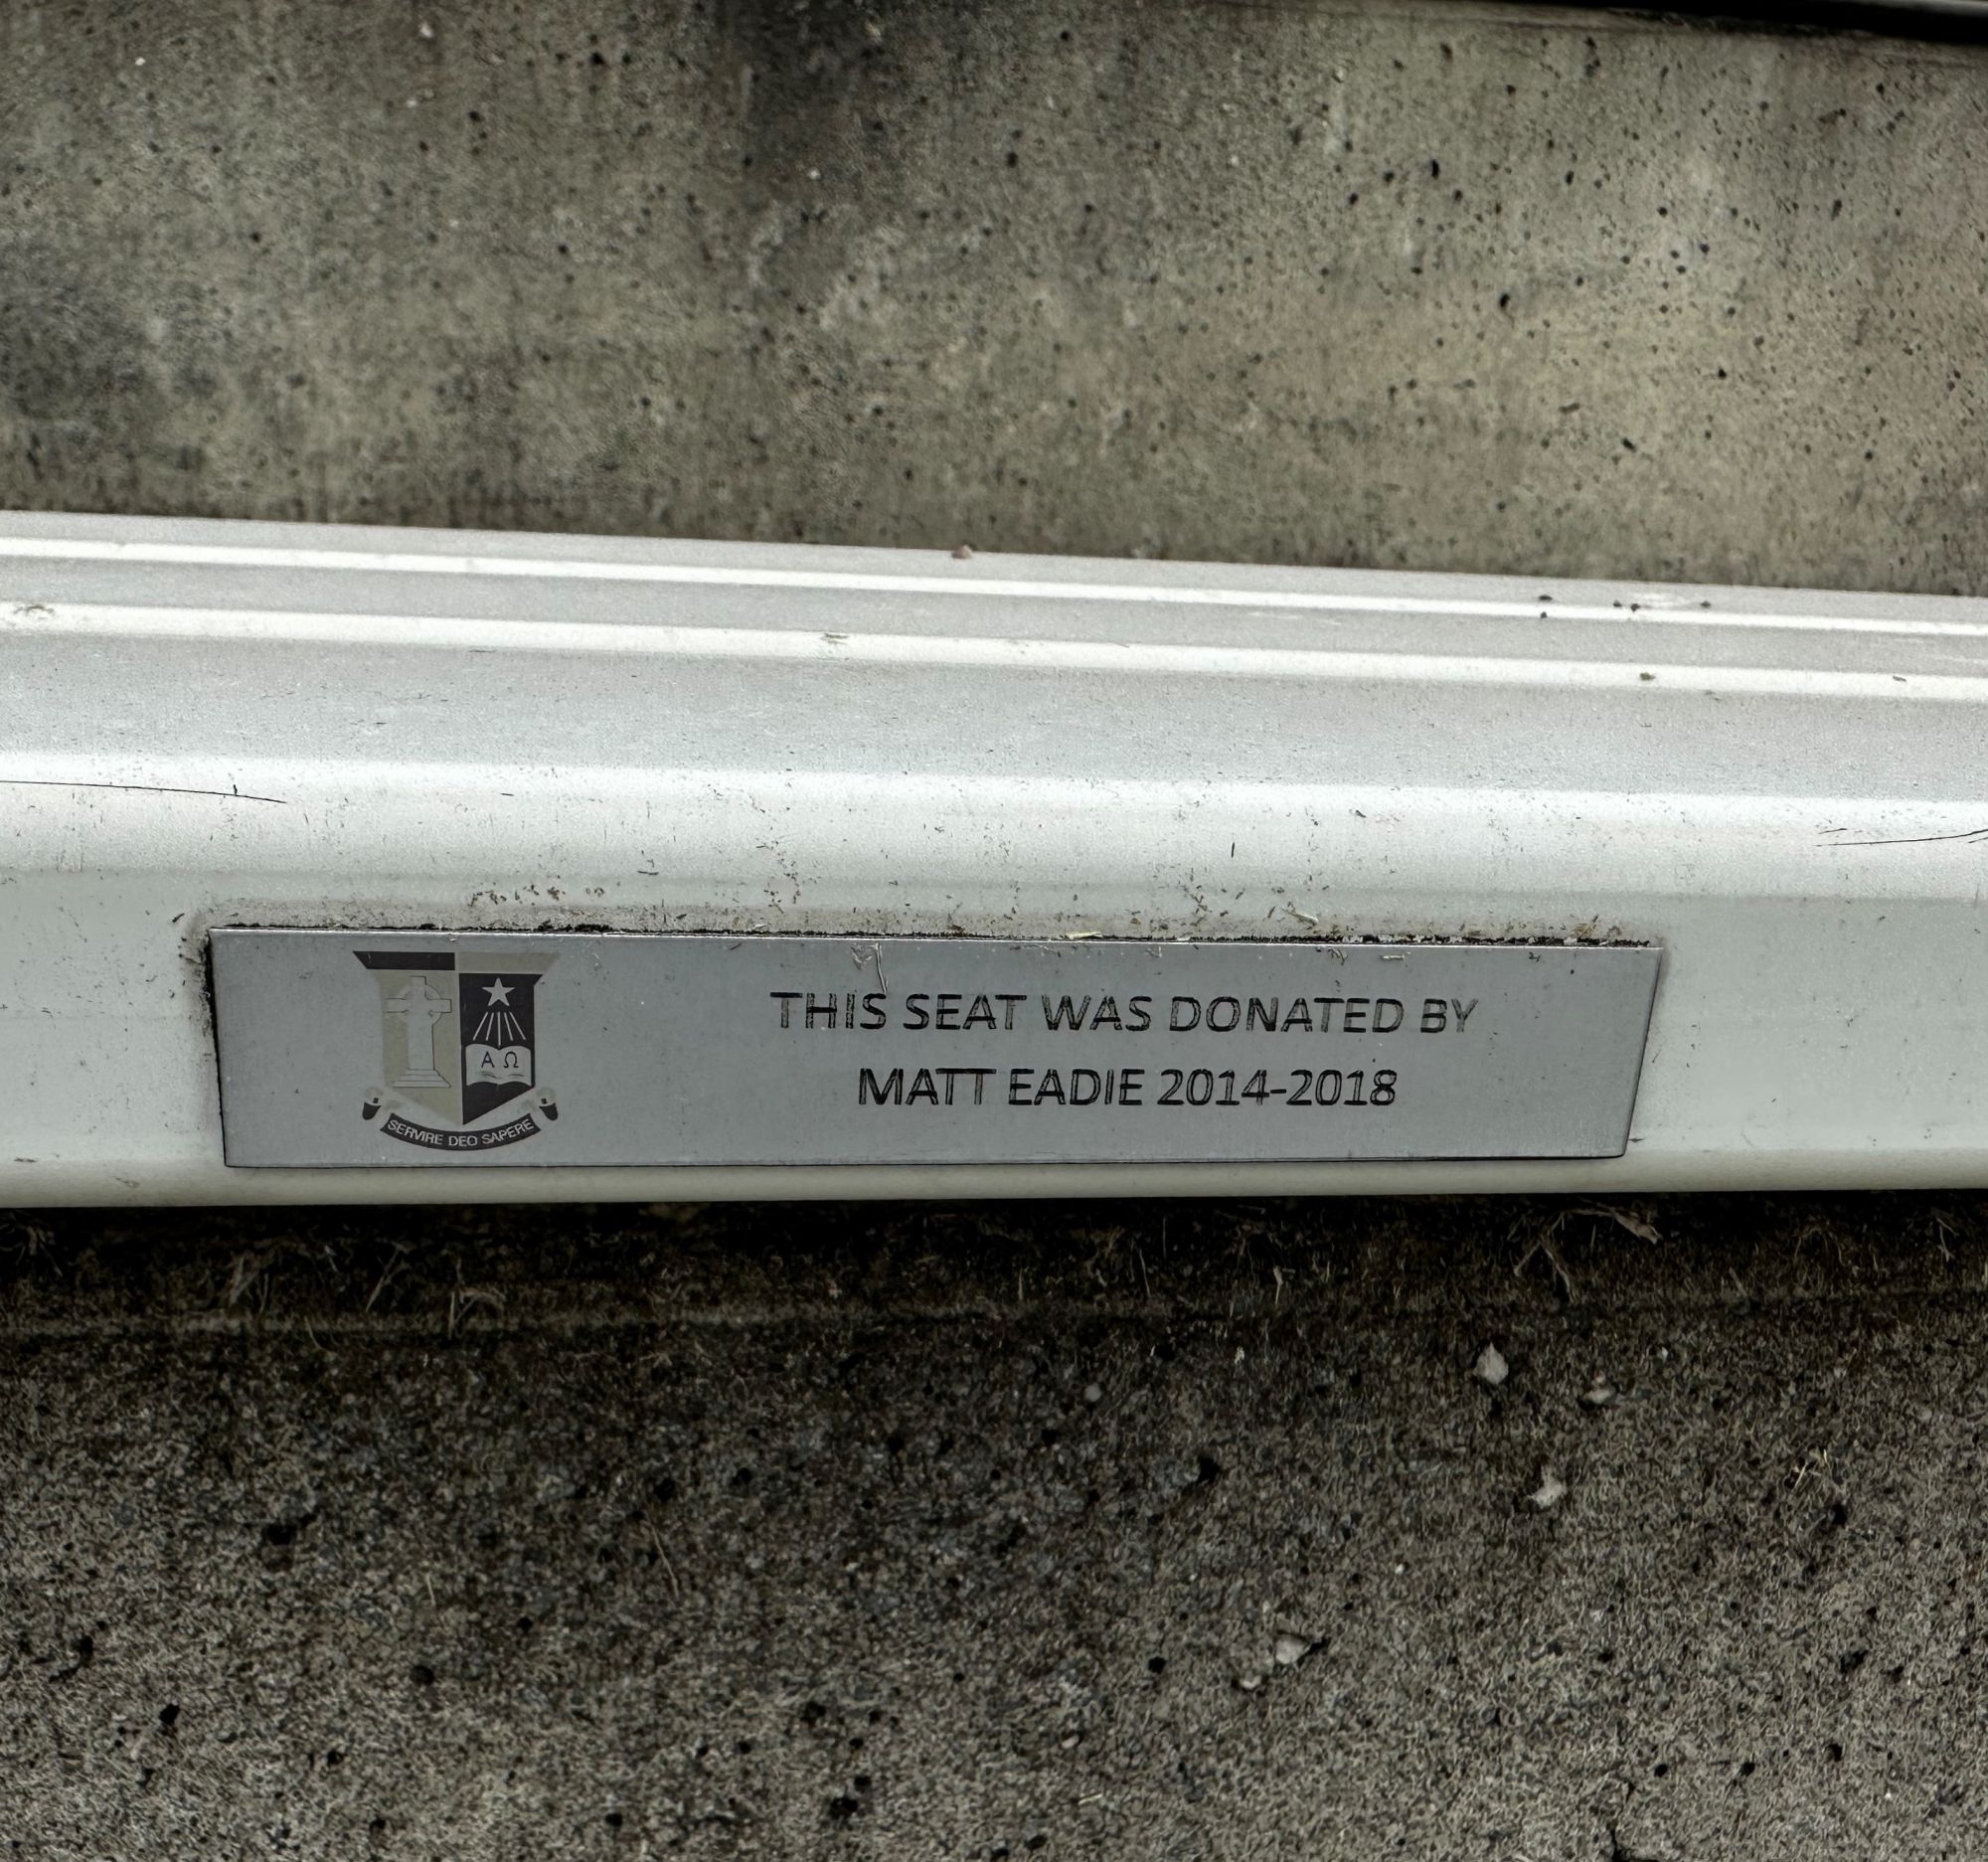 THIS SEAT WAS DONATED BY
MATT EADIE 2014-2018
Α Ω
SERVIRE DEO SAPERE